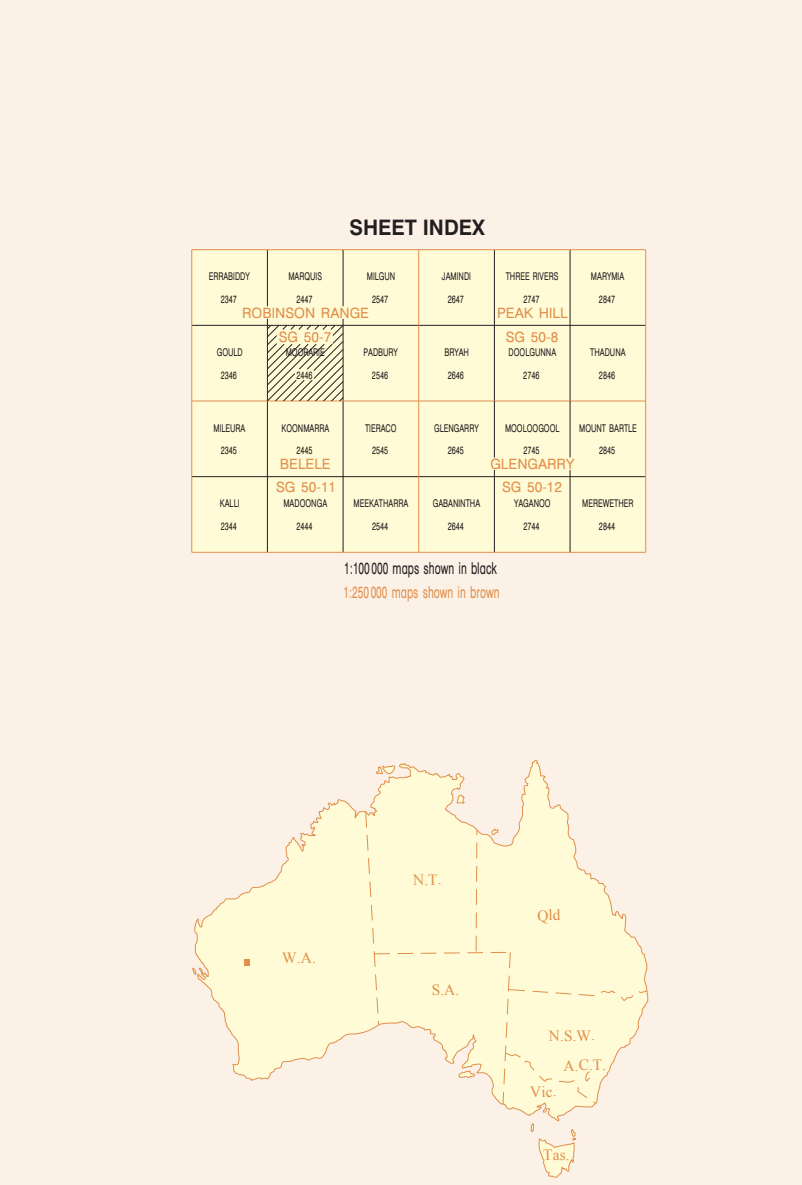 SHEET INDEX
ERRABIDDY MARQUIS MILGUN JAMINDI THREE RIVERS MARYMIA
2347 2447 2547 2647 2747 2847
ROBINSON RANGE PEAK HILL
SG 50-7 SG 50-8
GOULD MOORARIE PADBURY BRYAH DOOLGUNNA THADUNA
2346 2446 2546 2646 2746 2846
MILEURA KOONMARRA TIERACO GLENGARRY MOOLOOGOOL MOUNT BARTLE
2345 2445 2545 2645 2745 2845
BELELE GLENGARRY
SG 50-11 SG 50-12
KALLI MADOONGA MEEKATHARRA GABANINTHA YAGANOO MEREWETHER
2344 2444 2544 2644 2744 2844
1:100 000 maps shown in black
1:250 000 maps shown in brown
N.T.
Qld
W.A.
S.A.
N.S.W.
A.C.T.
Vic.
Tas.